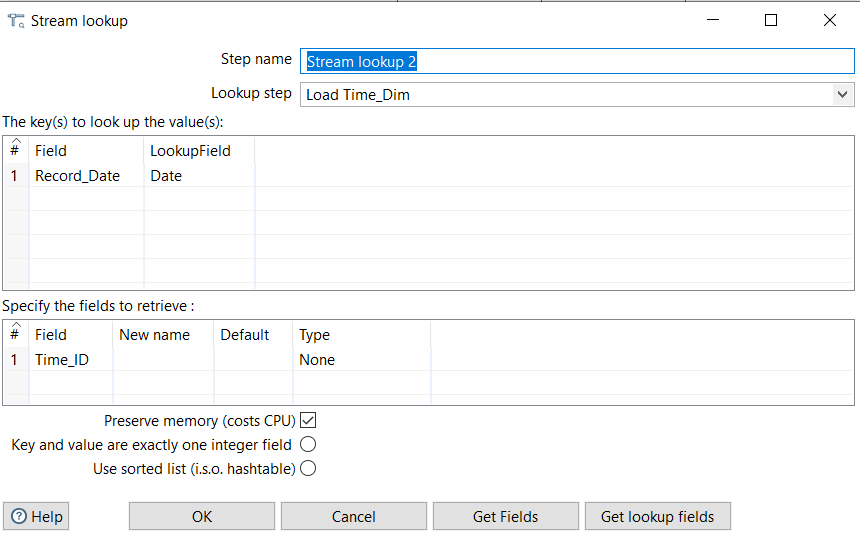 Stream lookup
Step name Stream lookup 2
Lookup step Load Time_Dim
The key(s) to look up the value(s):
# Field LookupField
1 Record_Date Date
Specify the fields to retrieve :
# Field New name Default Type
1 Time_ID None
Preserve memory (costs CPU)
Key and value are exactly one integer field
Use sorted list (i.s.o. hashtable)
Help OK Cancel Get Fields Get lookup fields